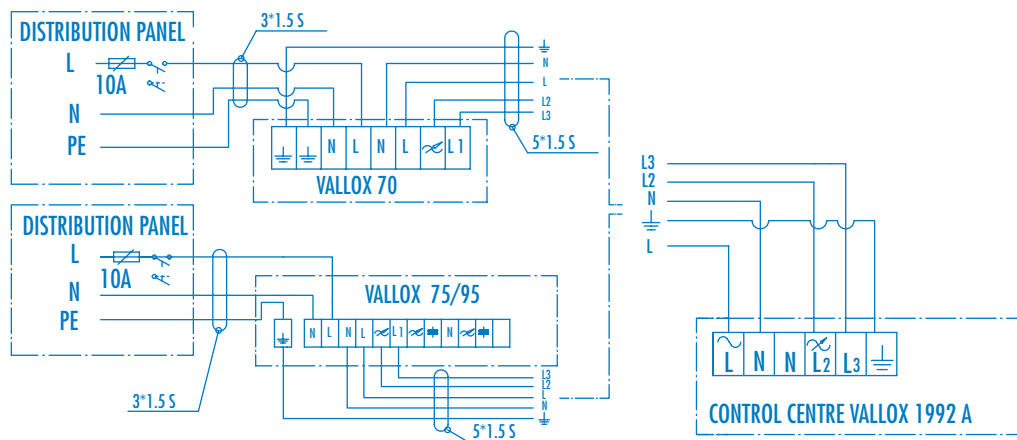 3*1.5 S
DISTRIBUTION PANEL
L
10A
N
PE
N
L
L2
L3
5*1.5 S
N L N L L1
VALLOX 70
DISTRIBUTION PANEL
L
10A
N
PE
3*1.5 S
VALLOX 75/95
N L N L L1 N
L3
L2
L
N
5*1.5 S
L3
L2
N
L
L N N L2 L3
CONTROL CENTRE VALLOX 1992 A